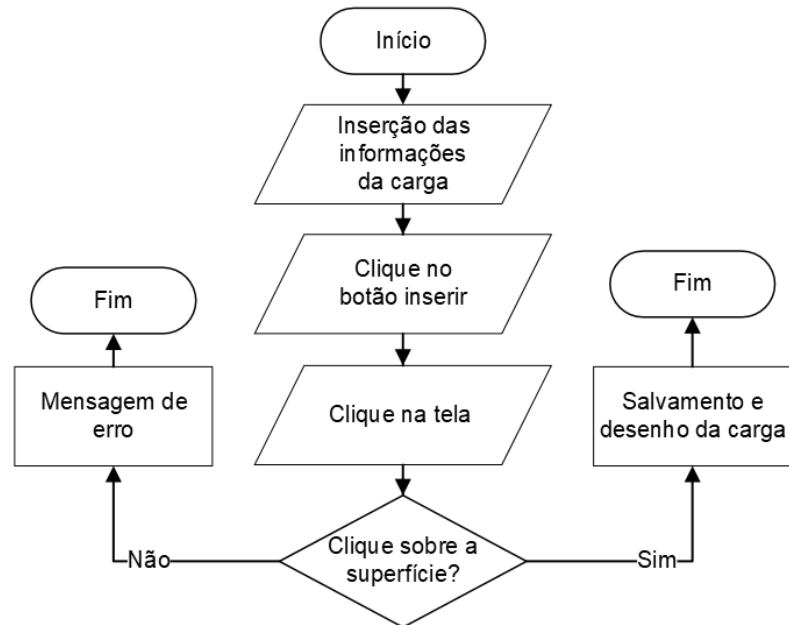 Início
Inserção das
informações
da carga
Clique no
botão inserir
Fim
Fim
Mensagem de
erro
Clique na tela
Salvamento e
desenho da carga
Clique sobre a
superfície?
Não
Sim